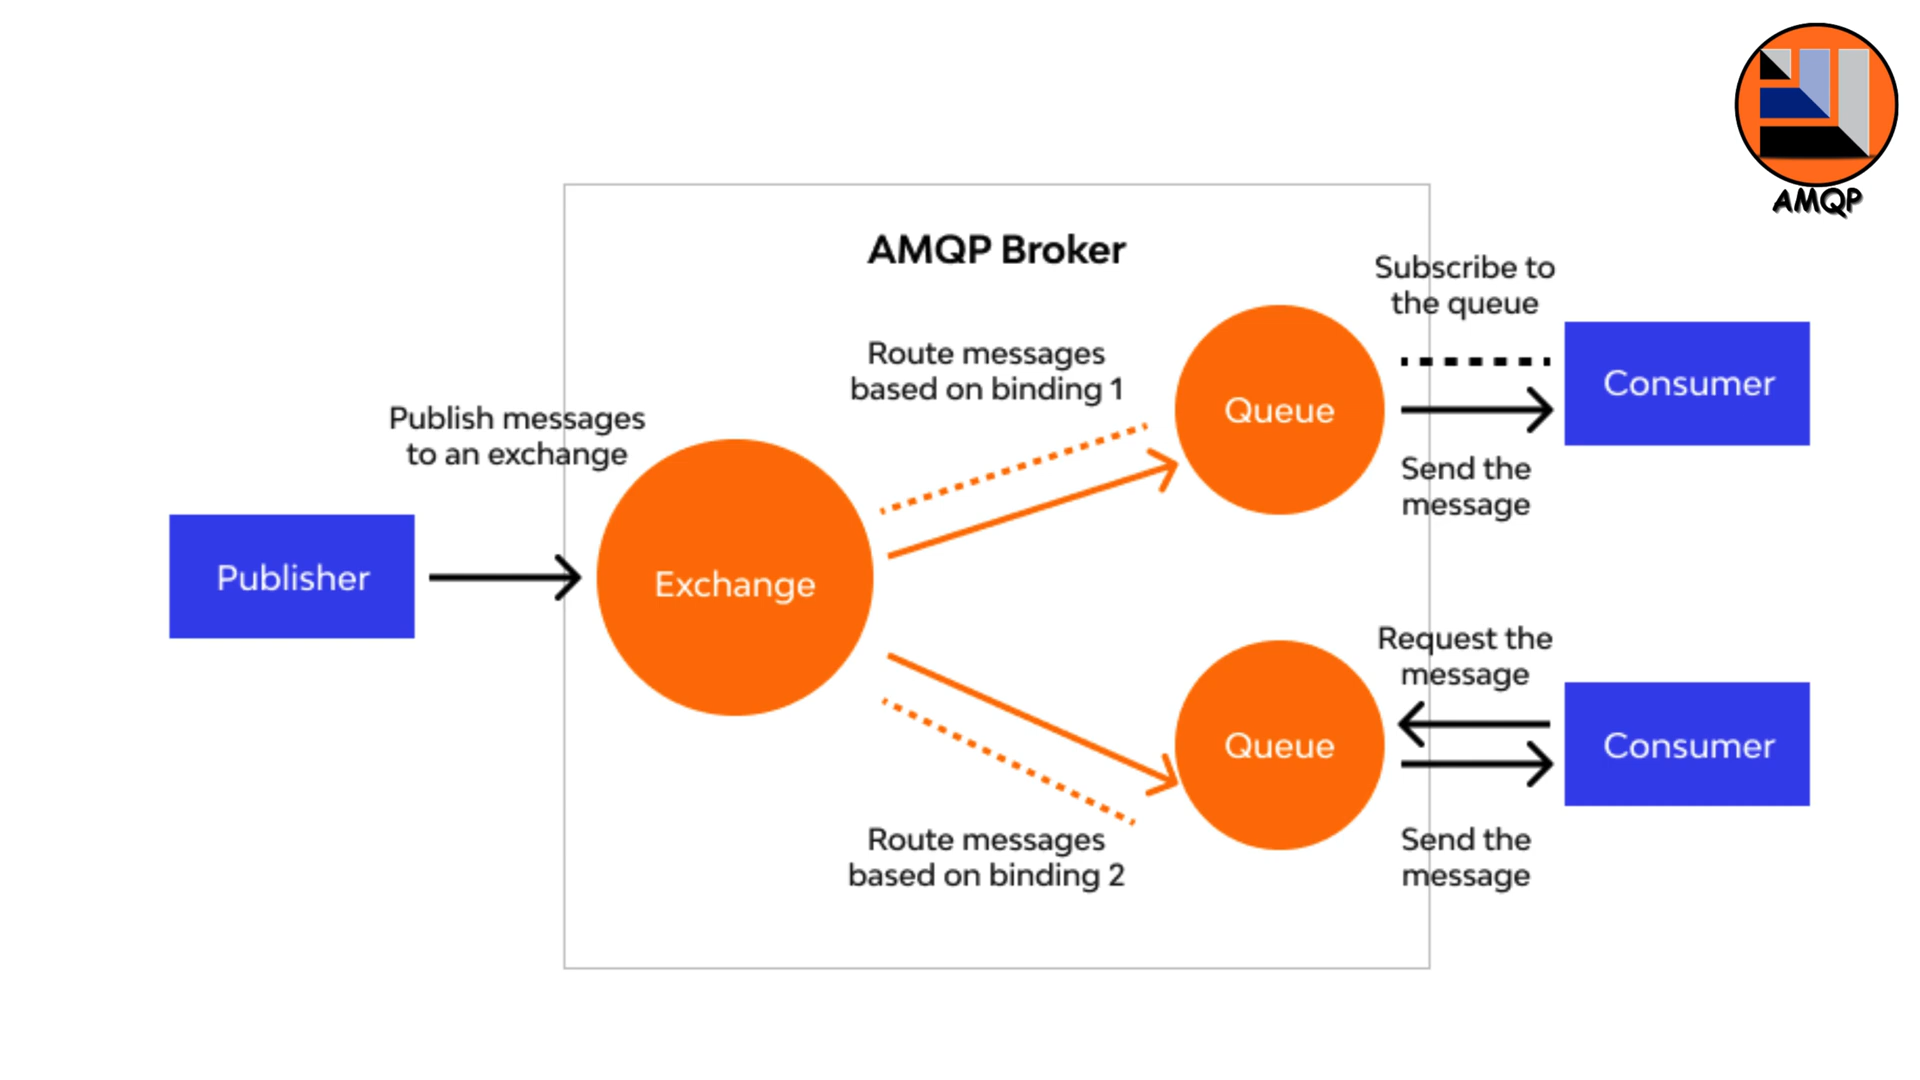 AMQP
AMQP Broker
Subscribe to
the queue
Route messages
based on binding 1
Queue
Consumer
Publish messages
to an exchange
Send the
message
Publisher
Exchange
Request the
message
Queue
Consumer
Route messages
based on binding 2
Send the
message